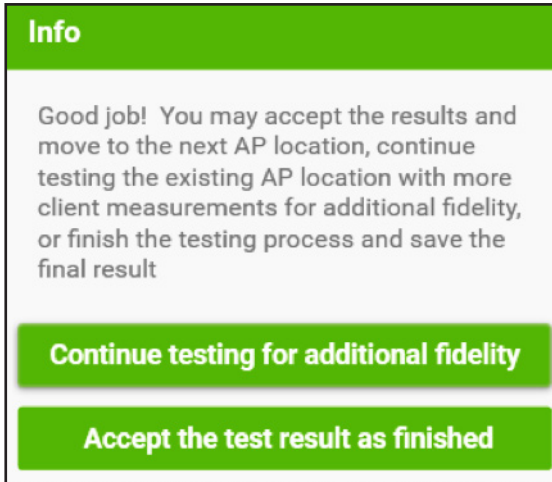 Info
Good job!  You may accept the results and
move to the next AP location, continue
testing the existing AP location with more
client measurements for additional fidelity,
or finish the testing process and save the
final result
Continue testing for additional fidelity
Accept the test result as finished